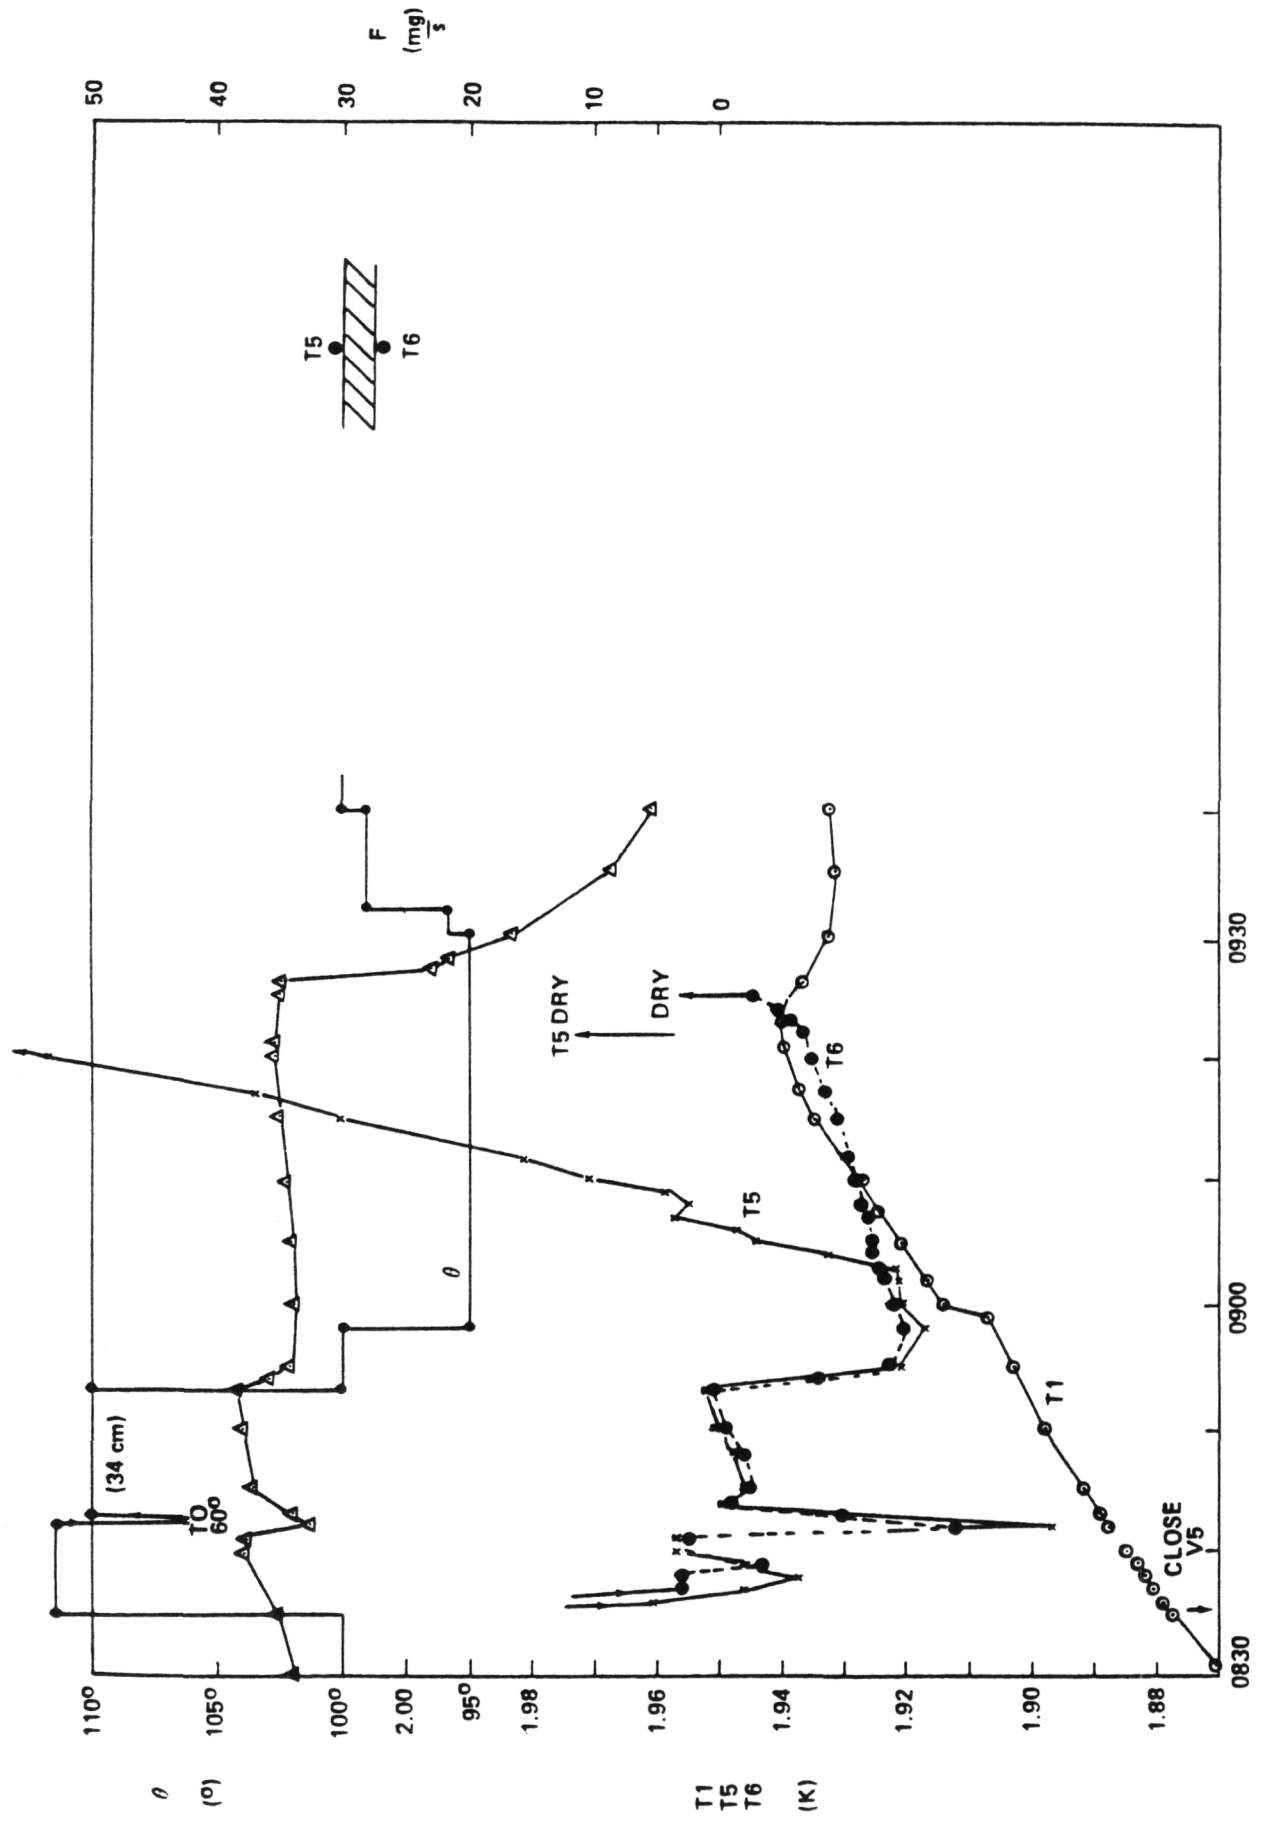 F
(mg)
s
50
40
30
20
10
0
T5
T6
(34 cm)
TO
60°
θ
T5 DRY
DRY
T6
T5
T1
CLOSE
V5
110°
105°
100°
2.00
95°
1.98
1.96
1.94
1.92
1.90
1.88
θ
(°)
T1
T5
T6
(K)
0830
0900
0930